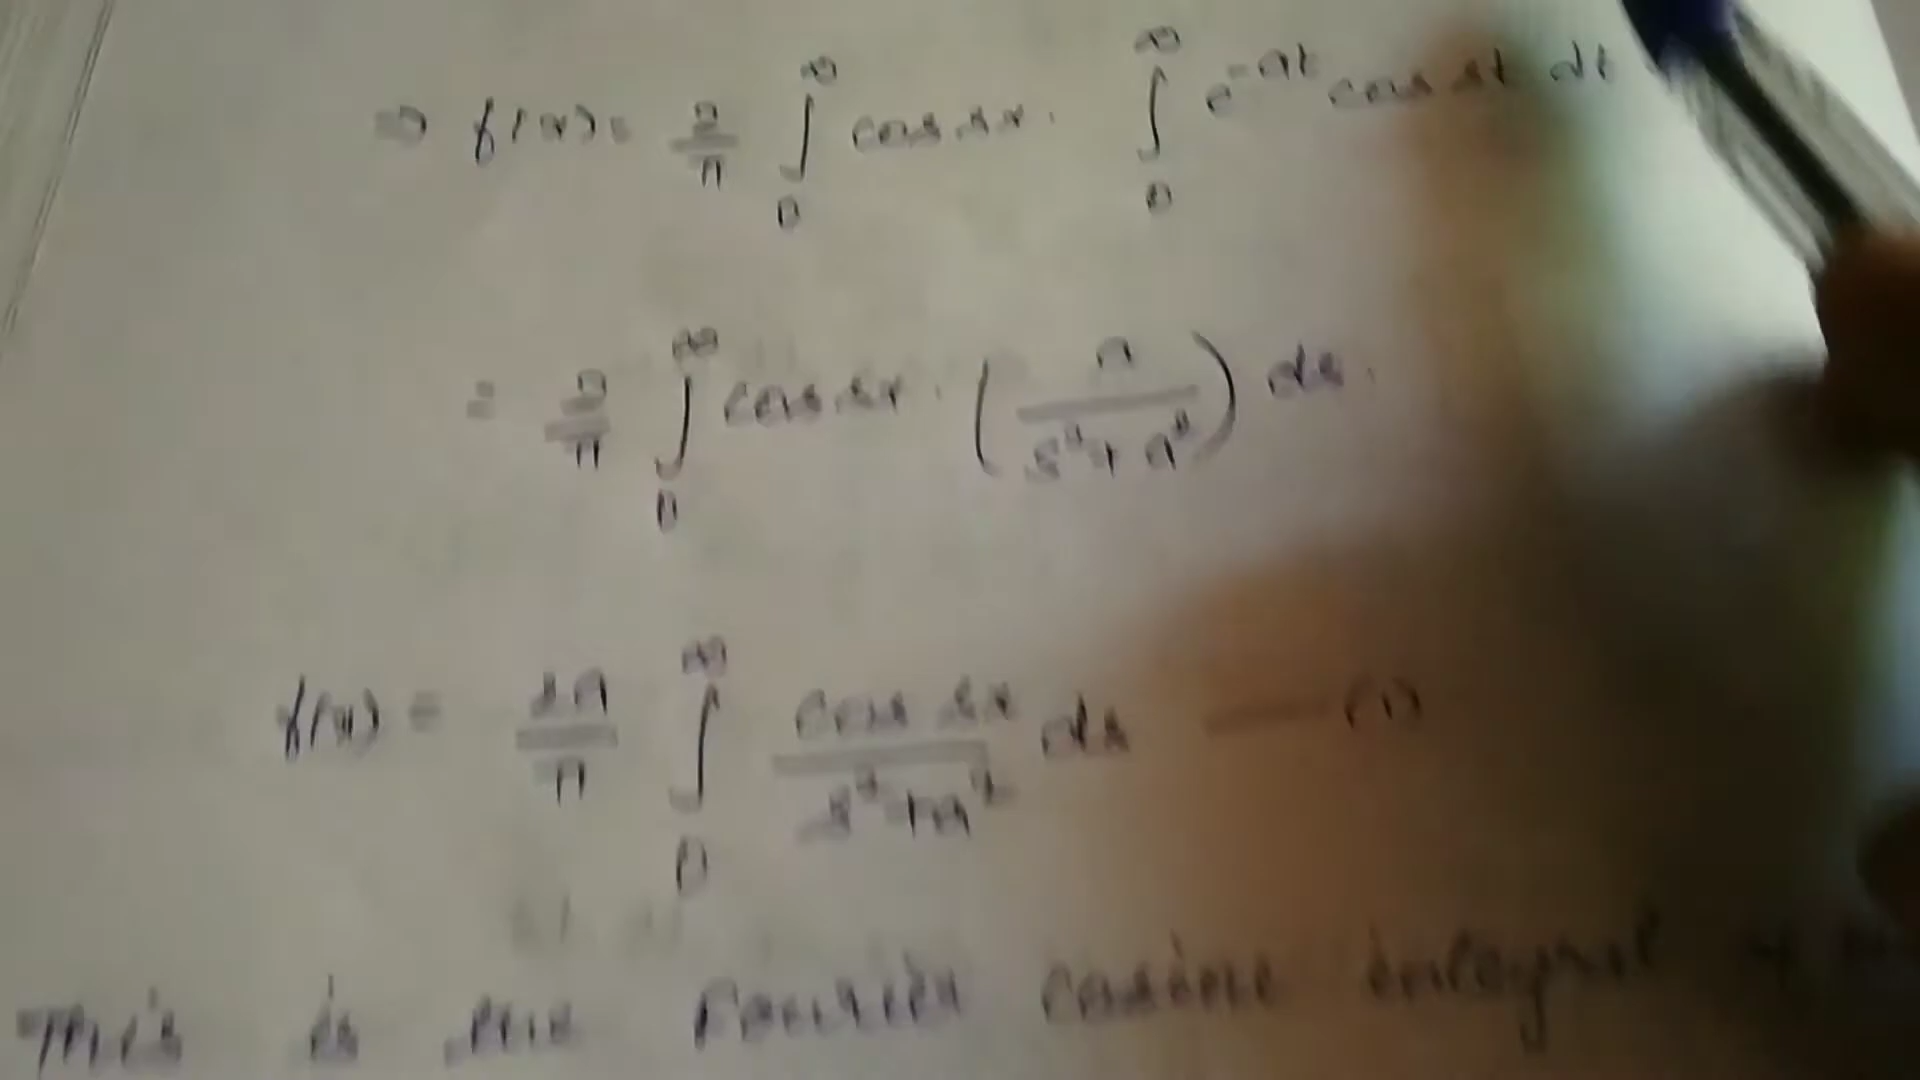 ⇒ f(x) = 2/π ∫₀^∞ cos sx . ∫₀^∞ e^{-at} cos st dt
= 2/π ∫₀^∞ cos sx . (a/(s²+a²)) ds.
f(x) = 2a/π ∫₀^∞ cos sx/(s²+a²) ds —— (1)
This is the Fourier cosine integral